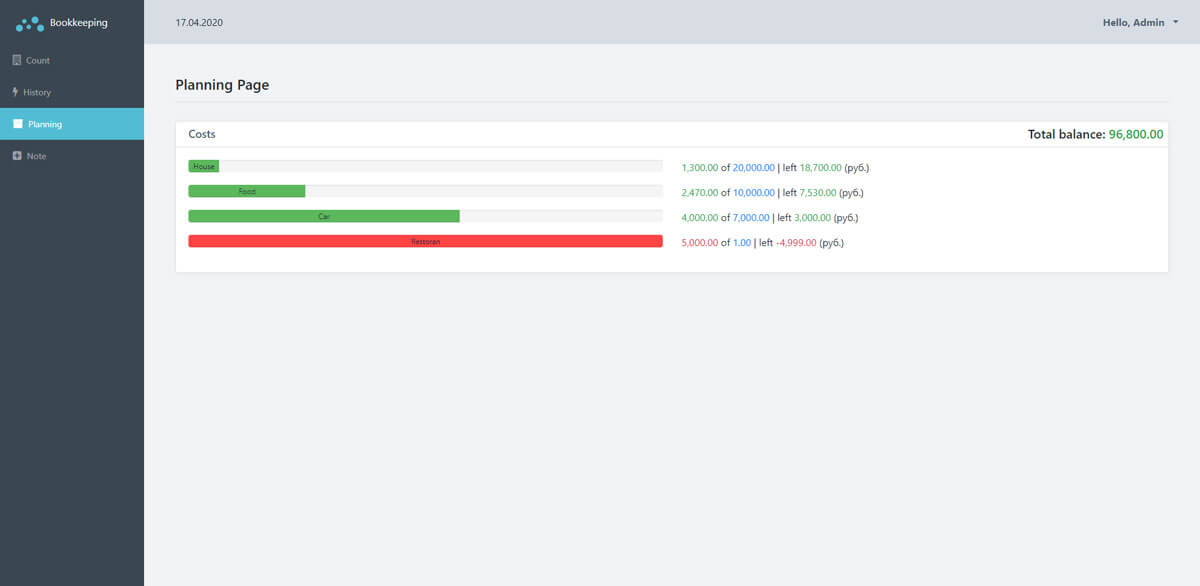 Bookkeeping
17.04.2020
Hello, Admin
Count
History
Planning
Note
Planning Page
Costs
Total balance: 96,800.00
House
1,300.00 of 20,000.00 | left 18,700.00 (руб.)
Food
2,470.00 of 10,000.00 | left 7,530.00 (руб.)
Car
4,000.00 of 7,000.00 | left 3,000.00 (руб.)
Restoran
5,000.00 of 1.00 | left -4,999.00 (руб.)